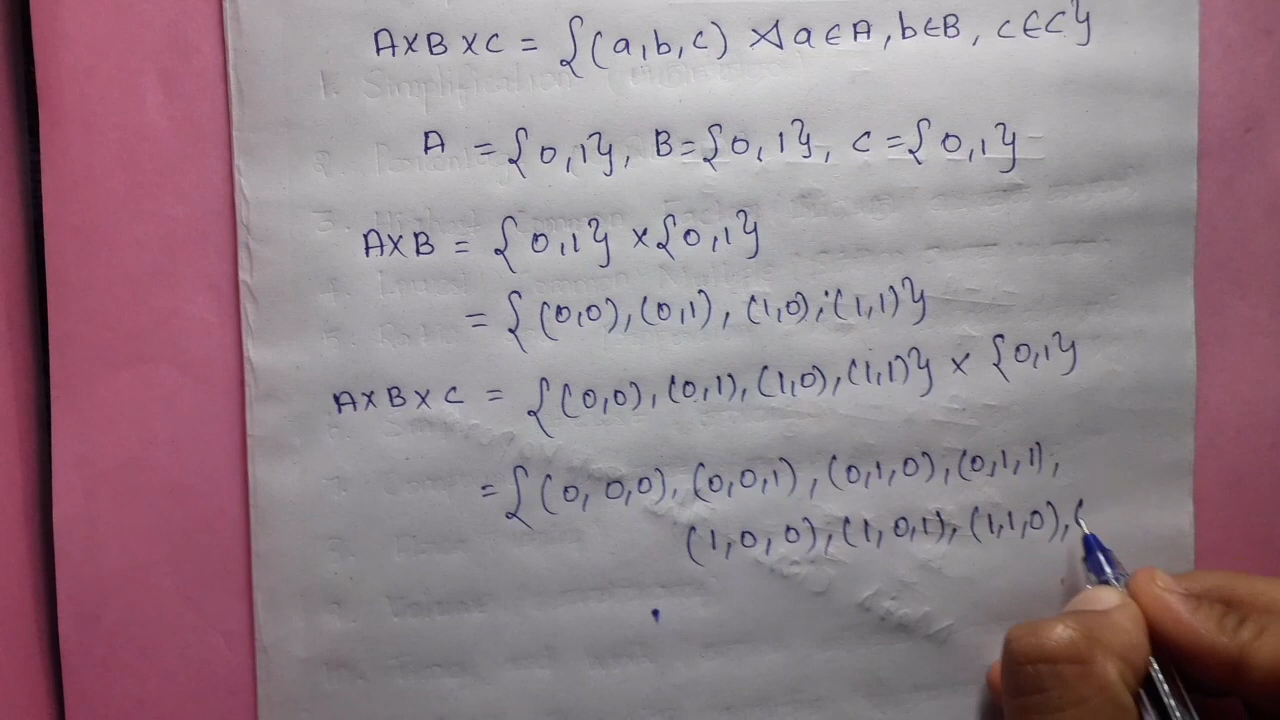 A×B×C = {(a,b,c) ∀ a∈A, b∈B, c∈C}
A = {0,1}, B={0,1}, C={0,1}
A×B = {0,1} × {0,1}
= {(0,0), (0,1), (1,0), (1,1)}
A×B×C = {(0,0), (0,1), (1,0), (1,1)} × {0,1}
= {(0,0,0), (0,0,1), (0,1,0), (0,1,1),
(1,0,0), (1,0,1), (1,1,0), (